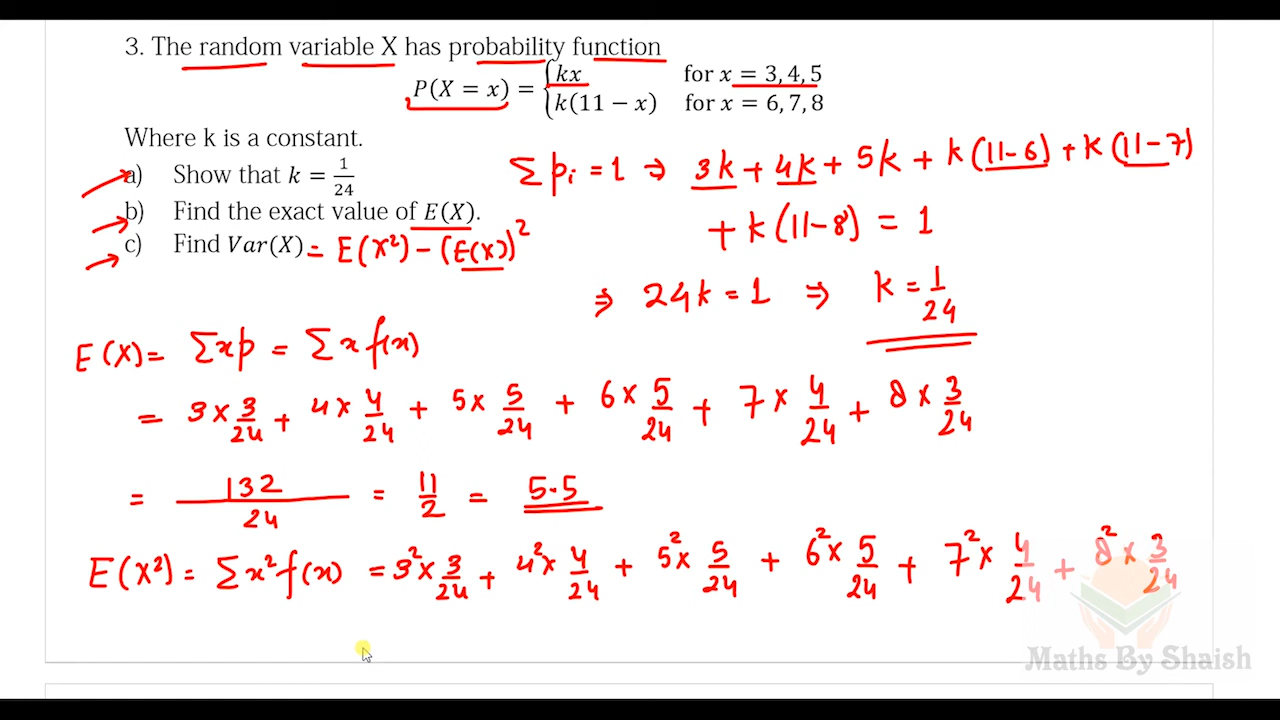 3. The random variable X has probability function
P(X = x) = { kx for x = 3, 4, 5
k(11 − x) for x = 6, 7, 8
Where k is a constant.
a) Show that k = 1/24
b) Find the exact value of E(X).
c) Find Var(X) = E(X²) − (E(X))²
Σ pᵢ = 1 ⇒ 3k + 4k + 5k + k(11−6) + k(11−7)
+ k(11−8) = 1
⇒ 24k = 1 ⇒ k = 1/24
E(X) = Σxp = Σx f(x)
= 3 × 3/24 + 4 × 4/24 + 5 × 5/24 + 6 × 5/24 + 7 × 4/24 + 8 × 3/24
= 132/24 = 11/2 = 5.5
E(X²) = Σx² f(x) = 3² × 3/24 + 4² × 4/24 + 5² × 5/24 + 6² × 5/24 + 7² × 4/24 + 8² × 3/24
Maths By Shaish